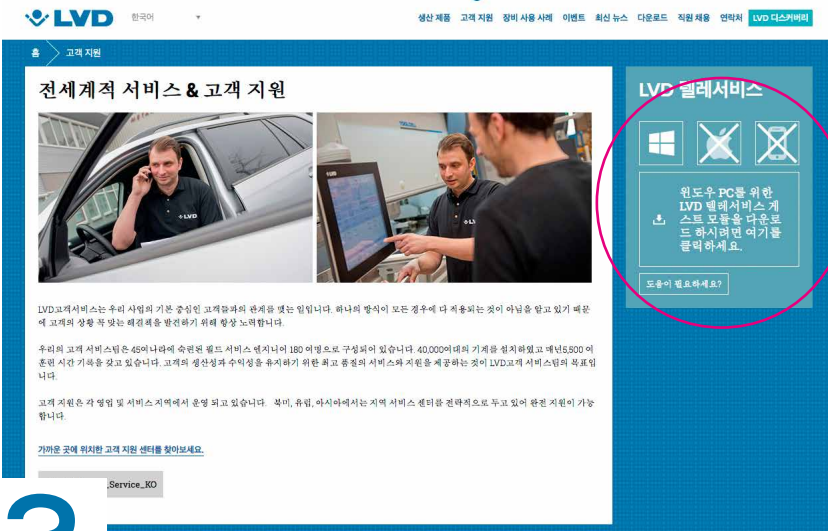 LVD
한국어
생산 제품 고객 지원 장비 사용 사례 이벤트 최신 뉴스 다운로드 직원 채용 연락처 LVD 디스커버리
홈 고객 지원
전세계적 서비스 & 고객 지원
LVD
LVD 텔레서비스
윈도우 PC를 위한
LVD 텔레서비스 게
스트 모듈을 다운로
드 하시려면 여기를
클릭하세요.
도움이 필요하세요?
LVD고객서비스는 우리 사업의 기본 중심인 고객들과의 관계를 맺는 일입니다. 하나의 방식이 모든 경우에 다 적용되는 것이 아님을 알고 있기 때문
에 고객의 상황 꼭 맞는 해결책을 발견하기 위해 항상 노력합니다.
우리의 고객 서비스팀은 45여나라에 숙련된 필드 서비스 엔지니어 180 여명으로 구성되어 있습니다. 40,000여대의 기계를 설치하였고 매년5,500 여
훈련 시간 기록을 갖고 있습니다. 고객의 생산성과 수익성을 유지하기 위한 최고 품질의 서비스와 지원을 제공하는 것이 LVD고객 서비스팀의 목표입
니다.
고객 지원은 각 영업 및 서비스 지역에서 운영 되고 있습니다. 북미, 유럽, 아시아에서는 지역 서비스 센터를 전략적으로 두고 있어 완전 지원이 가능
합니다.
가까운 곳에 위치한 고객 지원 센터를 찾아보세요.
_Service_KO